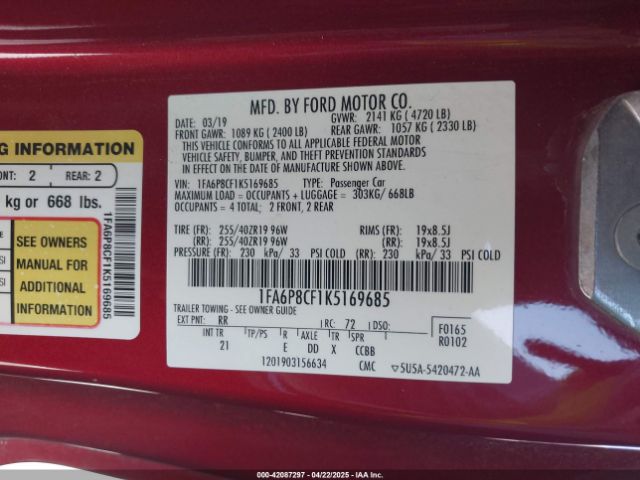 MFD. BY FORD MOTOR CO.
DATE: 03/19 GVWR: 2141 KG ( 4720 LB)
FRONT GAWR: 1089 KG ( 2400 LB) REAR GAWR: 1057 KG ( 2330 LB)
THIS VEHICLE CONFORMS TO ALL APPLICABLE FEDERAL MOTOR
VEHICLE SAFETY, BUMPER, AND THEFT PREVENTION STANDARDS
IN EFFECT ON THE DATE OF MANUFACTURE SHOWN ABOVE.
VIN: 1FA6P8CF1K5169685 TYPE: Passenger Car
MAXIMUM LOAD = OCCUPANTS + LUGGAGE = 303KG/ 668LB
OCCUPANTS = 4 TOTAL; 2 FRONT, 2 REAR
TIRE (FR): 255/40ZR19 96W RIMS (FR): 19x8.5J
(RR): 255/40ZR19 96W (RR): 19x8.5J
PRESSURE (FR): 230 kPa/ 33 PSI COLD (RR): 230 kPa/ 33 PSI COLD
1FA6P8CF1K5169685
TRAILER TOWING - SEE OWNER GUIDE
EXT PNT: RR RC: 72 DSO:
INT TR TP/PS R AXLE TR SPR
21 E DD X CCBB
1201903156634 CMC 5U5A-5420472-AA
F0165
R0102
G INFORMATION
NT: 2 REAR: 2
kg or 668 lbs.
SEE OWNERS
MANUAL FOR
ADDITIONAL
INFORMATION
1FA6P8CF1K5169685
000-42087297 - 04/22/2025 - IAAI.COM